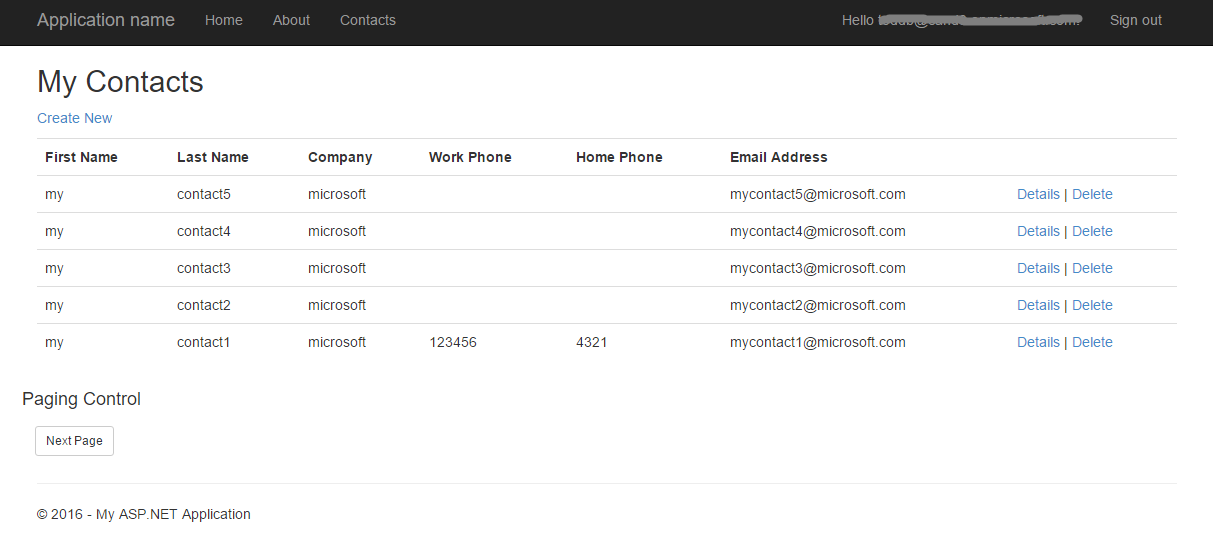 Application name Home About Contacts Hello Sign out
My Contacts
Create New
First Name Last Name Company Work Phone Home Phone Email Address
my contact5 microsoft mycontact5@microsoft.com Details | Delete
my contact4 microsoft mycontact4@microsoft.com Details | Delete
my contact3 microsoft mycontact3@microsoft.com Details | Delete
my contact2 microsoft mycontact2@microsoft.com Details | Delete
my contact1 microsoft 123456 4321 mycontact1@microsoft.com Details | Delete
Paging Control
Next Page
© 2016 - My ASP.NET Application